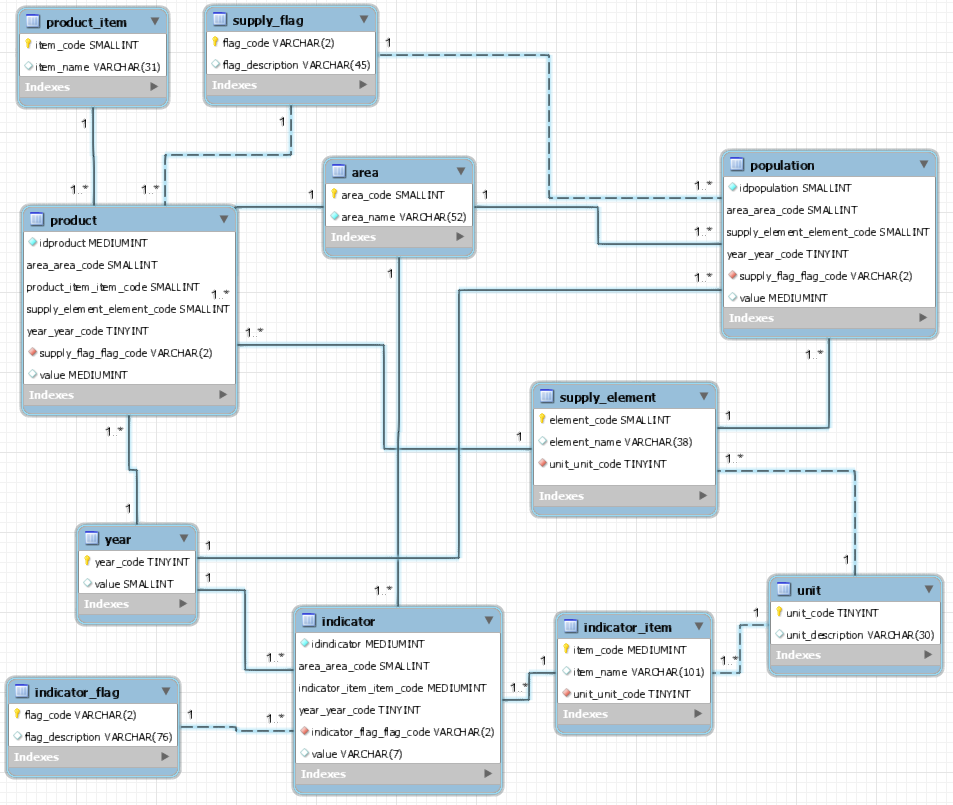 product_item
item_code SMALLINT
item_name VARCHAR(31)
Indexes
supply_flag
flag_code VARCHAR(2)
flag_description VARCHAR(45)
Indexes
1
1
1
1..*
1..*
area
area_code SMALLINT
area_name VARCHAR(52)
Indexes
1
1
1
population
idpopulation SMALLINT
area_area_code SMALLINT
supply_element_element_code SMALLINT
year_year_code TINYINT
supply_flag_flag_code VARCHAR(2)
value MEDIUMINT
Indexes
1..*
1..*
1..*
1..*
product
idproduct MEDIUMINT
area_area_code SMALLINT
product_item_item_code SMALLINT
1..*
supply_element_element_code SMALLINT
year_year_code TINYINT
supply_flag_flag_code VARCHAR(2)
value MEDIUMINT
Indexes
1..*
1..*
supply_element
element_code SMALLINT
element_name VARCHAR(38)
unit_unit_code TINYINT
Indexes
1
1
1..*
1
year
year_code TINYINT
value SMALLINT
Indexes
1
1
1
unit
unit_code TINYINT
unit_description VARCHAR(30)
Indexes
1
1..*
indicator
idindicator MEDIUMINT
area_area_code SMALLINT
indicator_item_item_code MEDIUMINT
year_year_code TINYINT
indicator_flag_flag_code VARCHAR(2)
value VARCHAR(7)
Indexes
1..*
1..*
1..*
1
1..*
indicator_item
item_code MEDIUMINT
item_name VARCHAR(101)
unit_unit_code TINYINT
Indexes
indicator_flag
flag_code VARCHAR(2)
flag_description VARCHAR(76)
Indexes
1